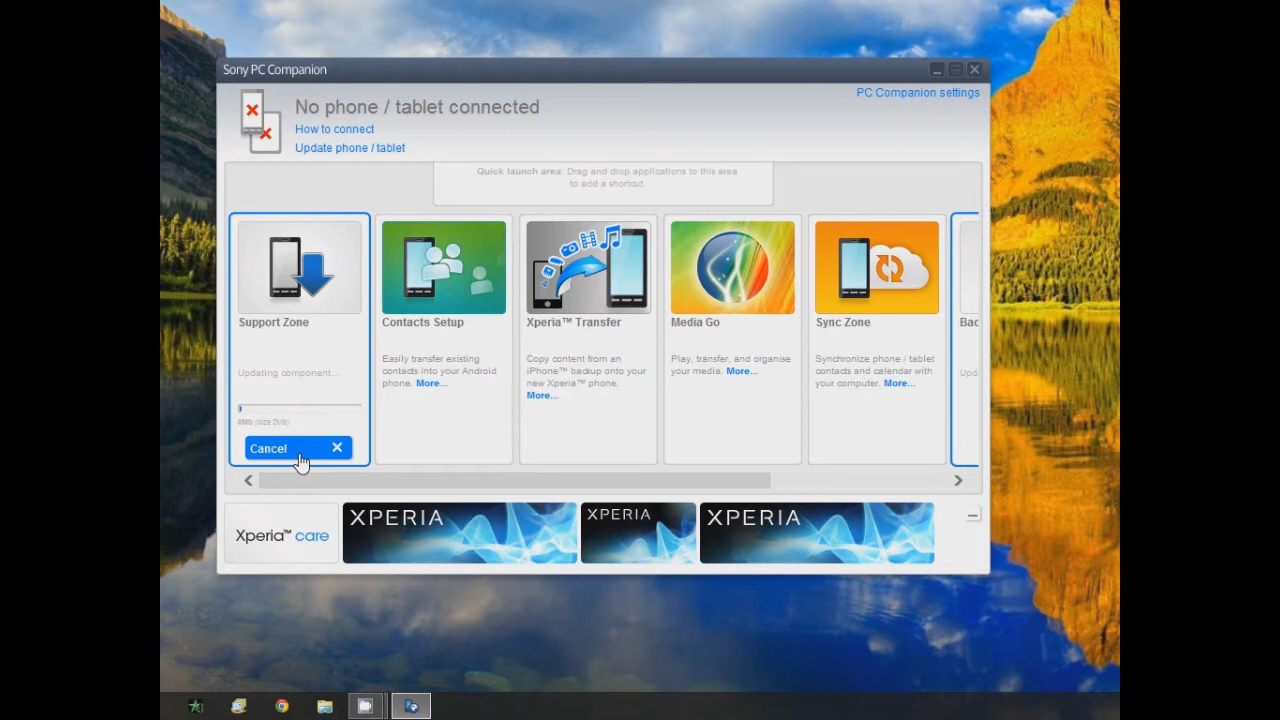 Sony PC Companion
PC Companion settings
No phone / tablet connected
How to connect
Update phone / tablet
Quick launch area: Drag and drop applications to this area
to add a shortcut.
Support Zone
Updating component...
0Mb (size 2Mb)
Cancel
Contacts Setup
Easily transfer existing
contacts into your Android
phone. More...
Xperia™ Transfer
Copy content from an
iPhone™ backup onto your
new Xperia™ phone.
More...
Media Go
Play, transfer, and organise
your media. More...
Sync Zone
Synchronize phone / tablet
contacts and calendar with
your computer. More...
Bac
Upd
Xperia™ care
XPERIA
XPERIA
XPERIA